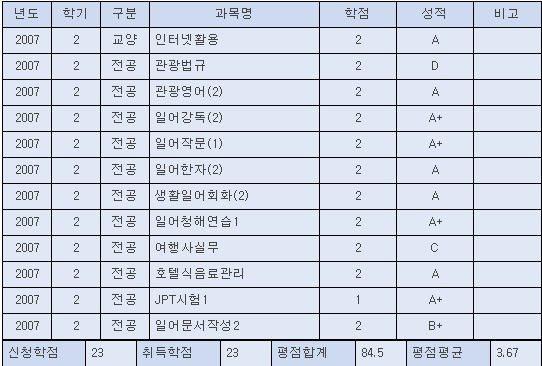 년도 학기 구분 과목명 학점 성적 비고
2007 2 교양 인터넷활용 2 A
2007 2 전공 관광법규 2 D
2007 2 전공 관광영어(2) 2 A
2007 2 전공 일어강독(2) 2 A+
2007 2 전공 일어작문(1) 2 A+
2007 2 전공 일어한자(2) 2 A
2007 2 전공 생활일어회화(2) 2 A
2007 2 전공 일어청해연습1 2 A+
2007 2 전공 여행사실무 2 C
2007 2 전공 호텔식음료관리 2 A
2007 2 전공 JPT시험1 1 A+
2007 2 전공 일어문서작성2 2 B+
신청학점 23 취득학점 23 평점합계 84.5 평점평균 3.67